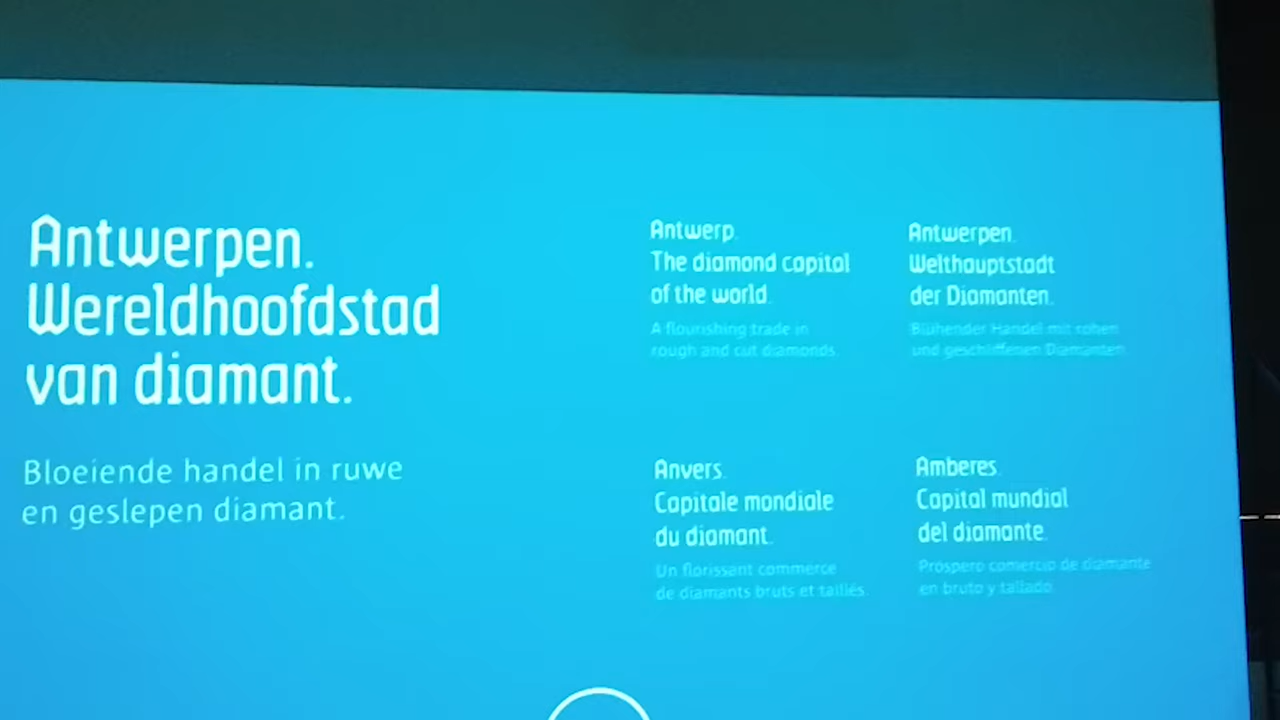 Antwerpen.
Wereldhoofdstad
van diamant.
Bloeiende handel in ruwe
en geslepen diamant.
Antwerp.
The diamond capital
of the world.
A flourishing trade in
rough and cut diamonds.
Antwerpen.
Welthauptstadt
der Diamanten.
Blühender Handel mit rohen
und geschliffenen Diamanten.
Anvers.
Capitale mondiale
du diamant.
Un florissant commerce
de diamants bruts et taillés.
Amberes.
Capital mundial
del diamante.
Próspero comercio de diamante
en bruto y tallado.